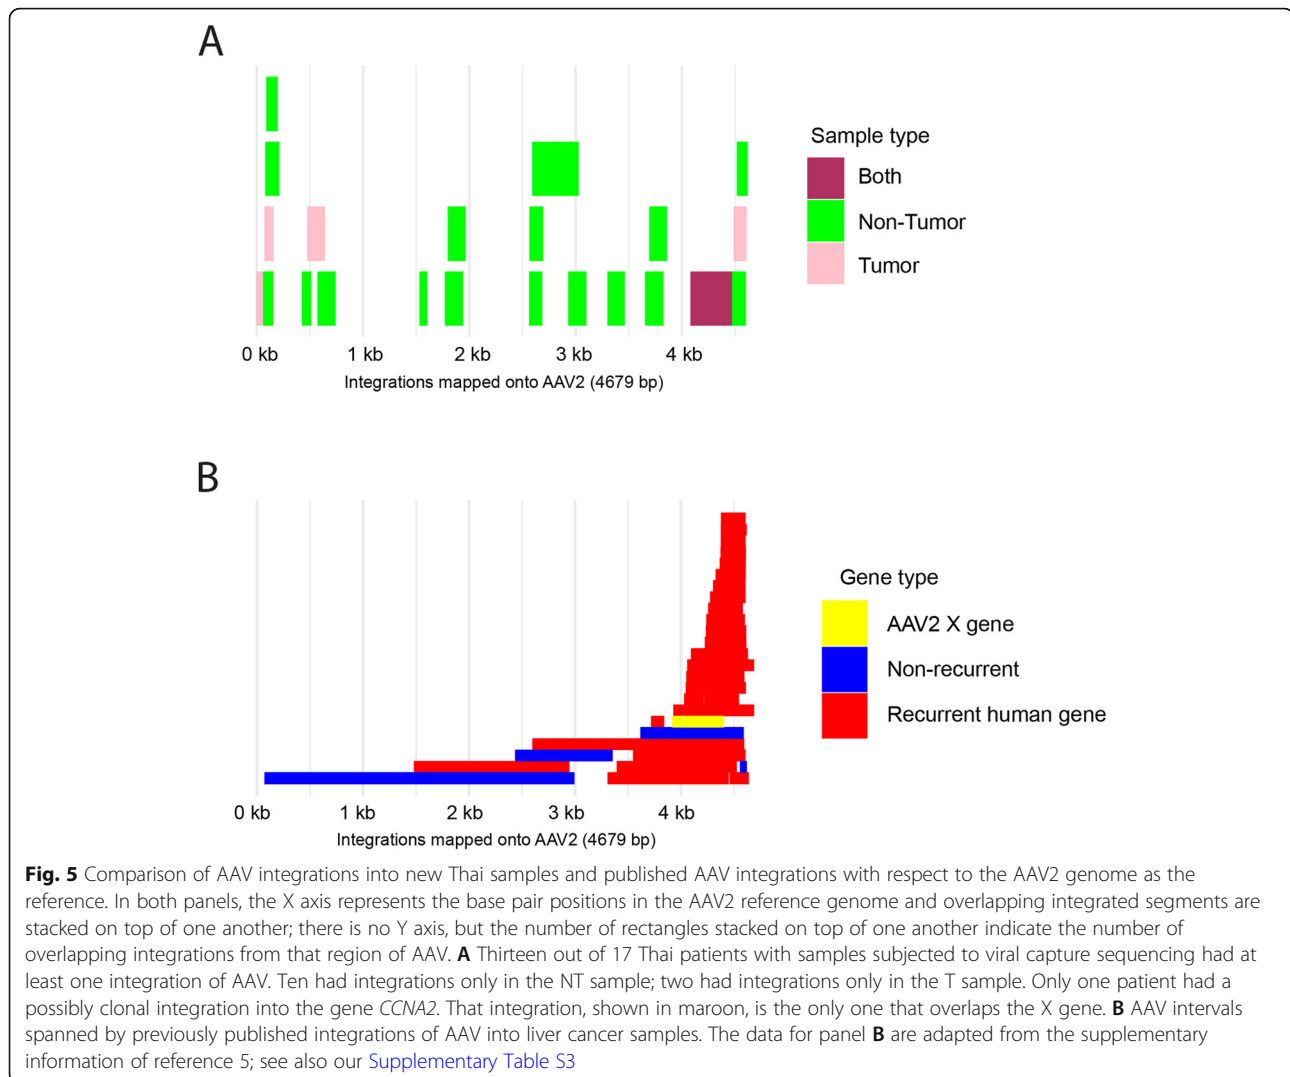 A
Sample type
Both
Non-Tumor
Tumor
0 kb 1 kb 2 kb 3 kb 4 kb
Integrations mapped onto AAV2 (4679 bp)
B
Gene type
AAV2 X gene
Non-recurrent
Recurrent human gene
0 kb 1 kb 2 kb 3 kb 4 kb
Integrations mapped onto AAV2 (4679 bp)
Fig. 5 Comparison of AAV integrations into new Thai samples and published AAV integrations with respect to the AAV2 genome as the
reference. In both panels, the X axis represents the base pair positions in the AAV2 reference genome and overlapping integrated segments are
stacked on top of one another; there is no Y axis, but the number of rectangles stacked on top of one another indicate the number of
overlapping integrations from that region of AAV. A Thirteen out of 17 Thai patients with samples subjected to viral capture sequencing had at
least one integration of AAV. Ten had integrations only in the NT sample; two had integrations only in the T sample. Only one patient had a
possibly clonal integration into the gene CCNA2. That integration, shown in maroon, is the only one that overlaps the X gene. B AAV intervals
spanned by previously published integrations of AAV into liver cancer samples. The data for panel B are adapted from the supplementary
information of reference 5; see also our Supplementary Table S3